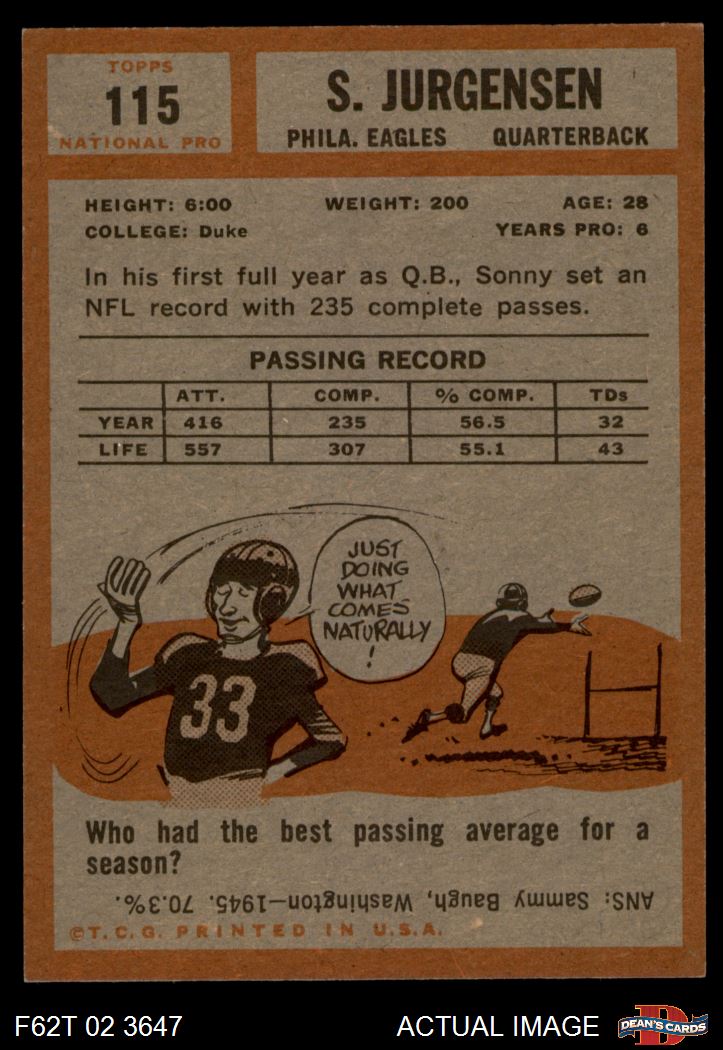 TOPPS
115
NATIONAL PRO
S. JURGENSEN
PHILA. EAGLES QUARTERBACK
HEIGHT: 6:00 WEIGHT: 200 AGE: 28
COLLEGE: Duke YEARS PRO: 6
In his first full year as Q.B., Sonny set an
NFL record with 235 complete passes.
PASSING RECORD
ATT. COMP. % COMP. TDs
YEAR 416 235 56.5 32
LIFE 557 307 55.1 43
JUST
DOING
WHAT
COMES
NATURALLY
!
33
Who had the best passing average for a
season?
ANS: Sammy Baugh, Washington—1945. 70.3%.
©T.C.G. PRINTED IN U.S.A.
F62T 02 3647 ACTUAL IMAGE
D
DEAN'S CARDS